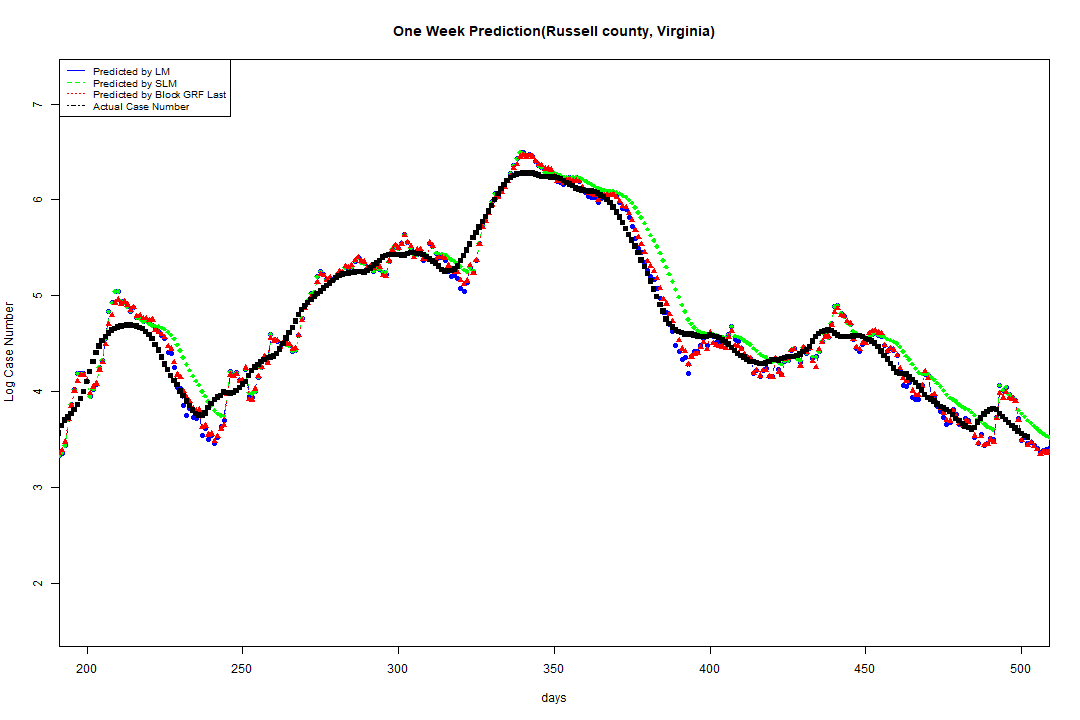 One Week Prediction(Russell county, Virginia)
Predicted by LM
Predicted by SLM
Predicted by Block GRF Last
Actual Case Number
Log Case Number
7
6
5
4
3
2
200 250 300 350 400 450 500
days